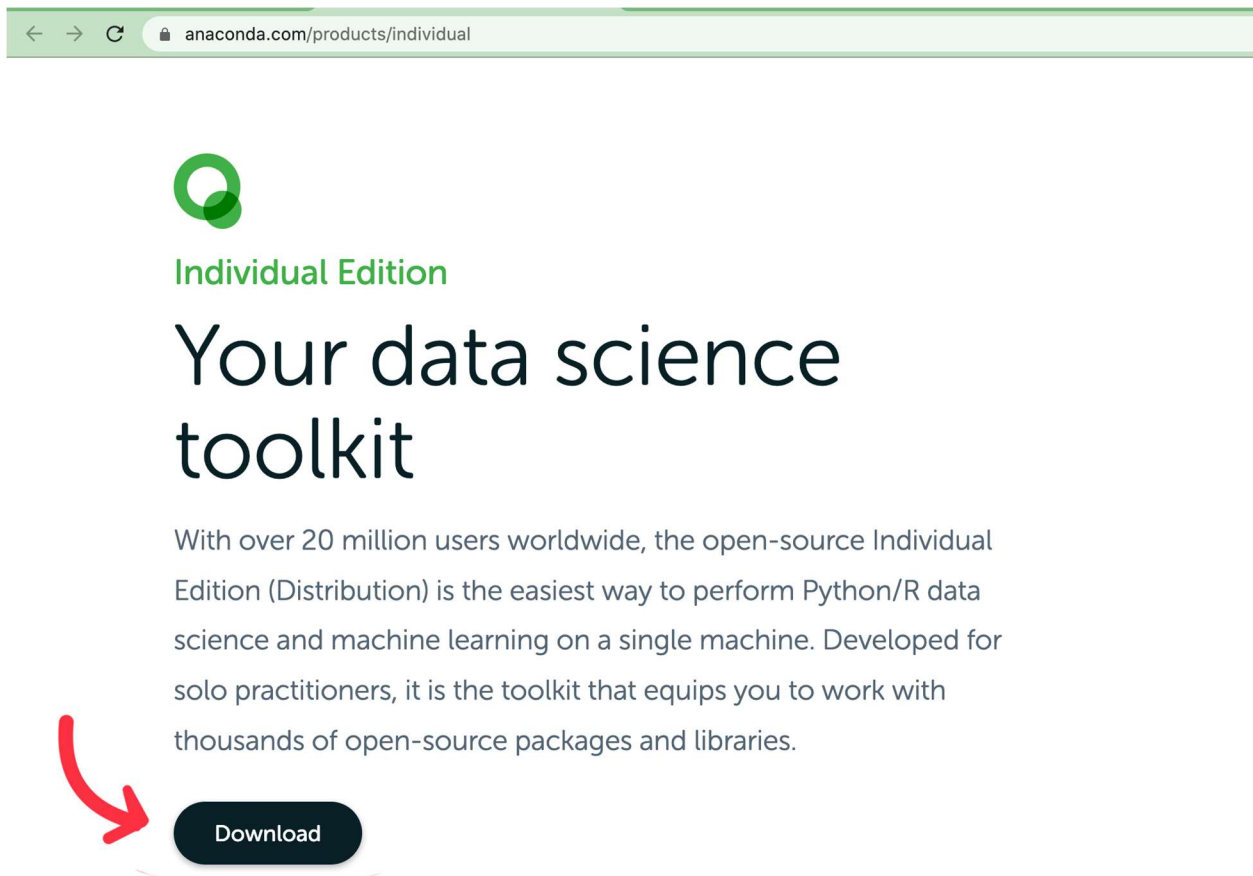 anaconda.com/products/individual
Individual Edition
Your data science
toolkit
With over 20 million users worldwide, the open-source Individual
Edition (Distribution) is the easiest way to perform Python/R data
science and machine learning on a single machine. Developed for
solo practitioners, it is the toolkit that equips you to work with
thousands of open-source packages and libraries.
Download